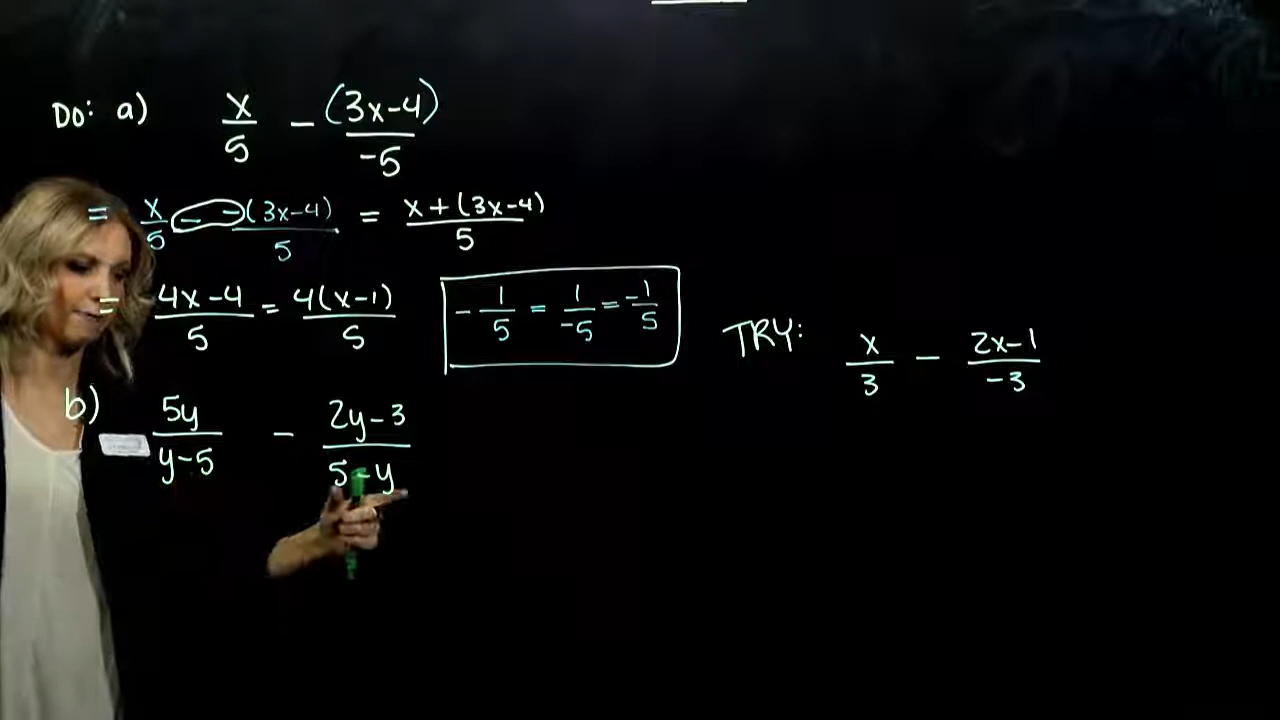 DO: a) x/5 - (3x-4)/-5
= x/5 - -(3x-4)/5 = x+(3x-4)/5
= 4x-4/5 = 4(x-1)/5
- 1/5 = 1/-5 = -1/5
b) 5y/y-5 - 2y-3/5-y
TRY: x/3 - 2x-1/-3